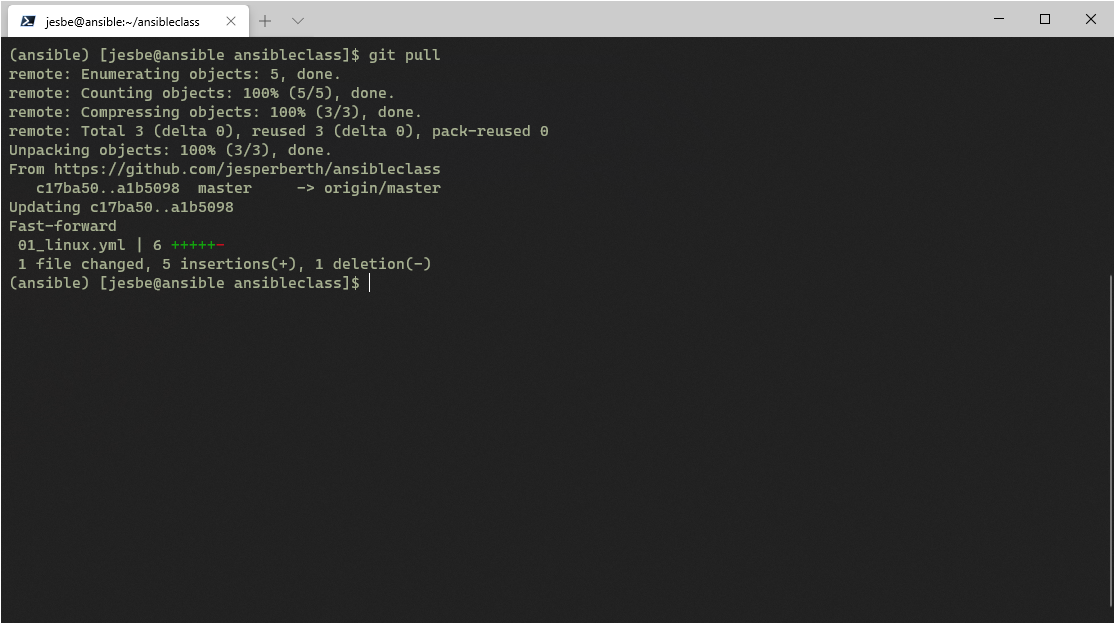 jesbe@ansible:~/ansibleclass
(ansible) [jesbe@ansible ansibleclass]$ git pull
remote: Enumerating objects: 5, done.
remote: Counting objects: 100% (5/5), done.
remote: Compressing objects: 100% (3/3), done.
remote: Total 3 (delta 0), reused 3 (delta 0), pack-reused 0
Unpacking objects: 100% (3/3), done.
From https://github.com/jesperberth/ansibleclass
   c17ba50..a1b5098  master     -> origin/master
Updating c17ba50..a1b5098
Fast-forward
 01_linux.yml | 6 +++++-
 1 file changed, 5 insertions(+), 1 deletion(-)
(ansible) [jesbe@ansible ansibleclass]$